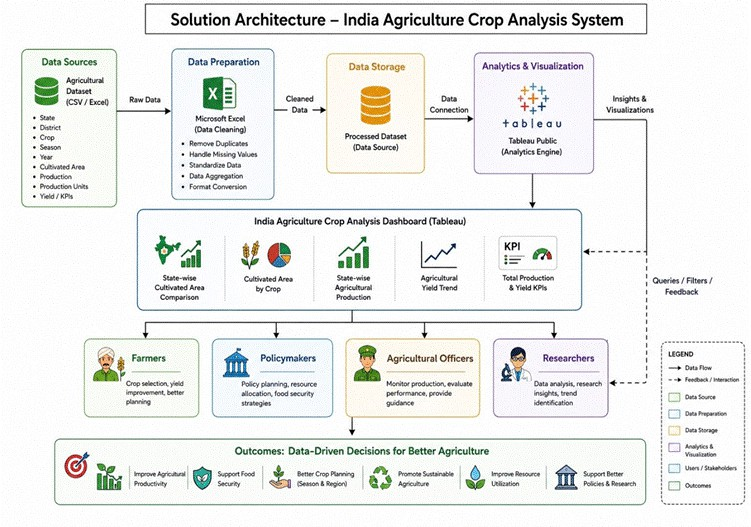 Solution Architecture – India Agriculture Crop Analysis System
Data Sources
Agricultural
Dataset
(CSV / Excel)
• State
• District
• Crop
• Season
• Year
• Cultivated Area
• Production
• Production Units
• Yield / KPIs
Raw Data
Data Preparation
X
Microsoft Excel
(Data Cleaning)
• Remove Duplicates
• Handle Missing Values
• Standardize Data
• Data Aggregation
• Format Conversion
Cleaned
Data
Data Storage
Processed Dataset
(Data Source)
Data
Connection
Analytics & Visualization
+ableau
Tableau Public
(Analytics Engine)
Insights &
Visualizations
India Agriculture Crop Analysis Dashboard (Tableau)
State-wise
Cultivated Area
Comparison
Cultivated Area
by Crop
State-wise
Agricultural
Production
Agricultural
Yield Trend
KPI
Total Production
& Yield KPIs
Queries / Filters /
Feedback
Farmers
Crop selection, yield
improvement, better
planning
Policymakers
Policy planning, resource
allocation, food security
strategies
Agricultural Officers
Monitor production, evaluate
performance, provide
guidance
Researchers
Data analysis, research
insights, trend
identification
LEGEND
Data Flow
Feedback / Interaction
Data Source
Data Preparation
Data Storage
Analytics &
Visualization
Users / Stakeholders
Outcomes
Outcomes: Data-Driven Decisions for Better Agriculture
Improve Agricultural
Productivity
Support Food
Security
Better Crop Planning
(Season & Region)
Promote Sustainable
Agriculture
Improve Resource
Utilization
Support Better
Policies & Research